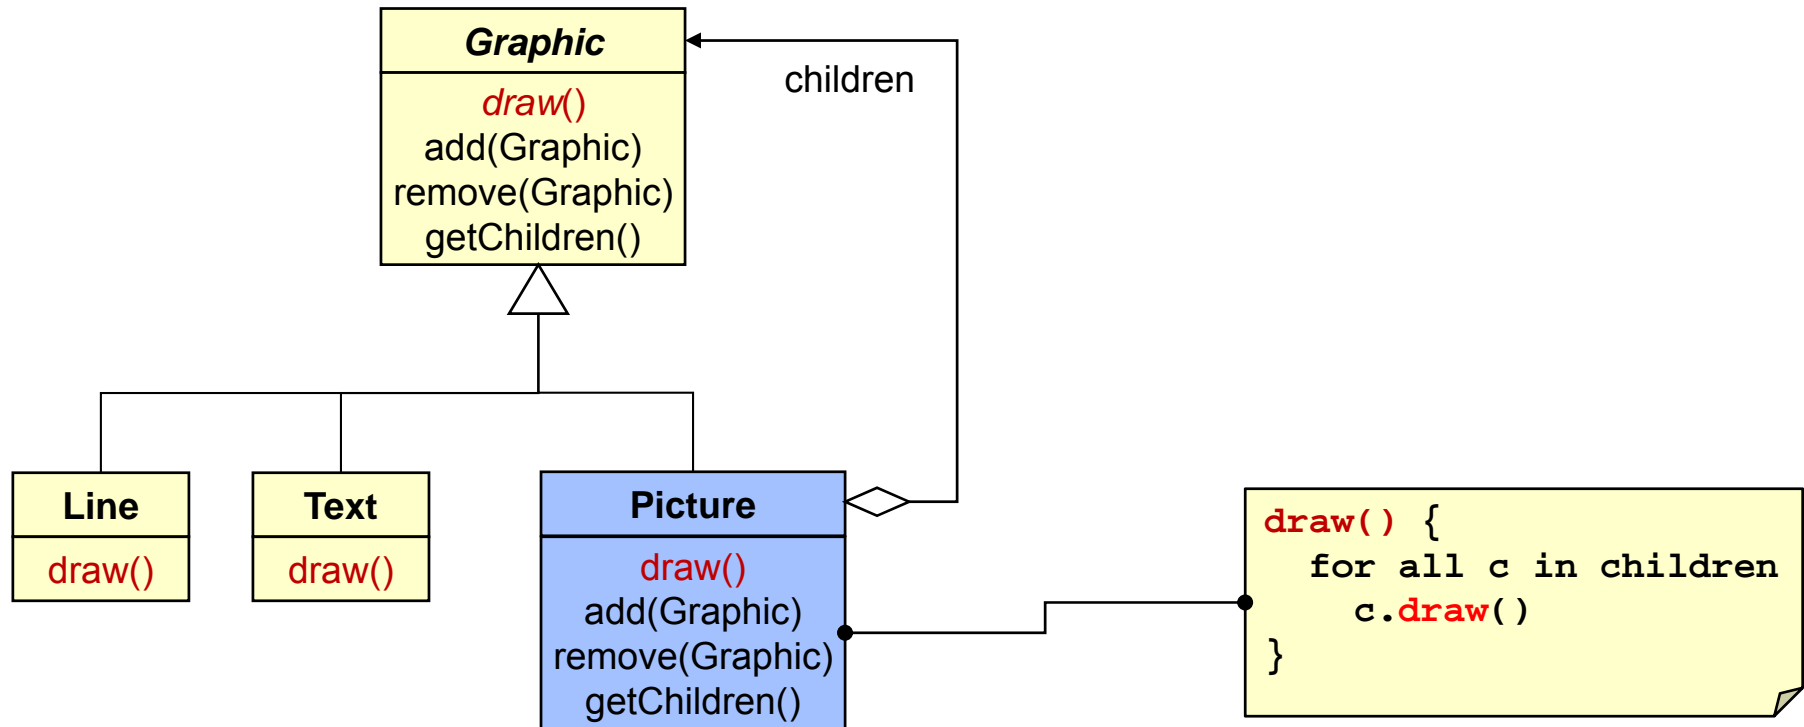 Graphic
draw()
add(Graphic)
remove(Graphic)
getChildren()
children
Line
draw()
Text
draw()
Picture
draw()
add(Graphic)
remove(Graphic)
getChildren()
draw() {
for all c in children
c.draw()
}